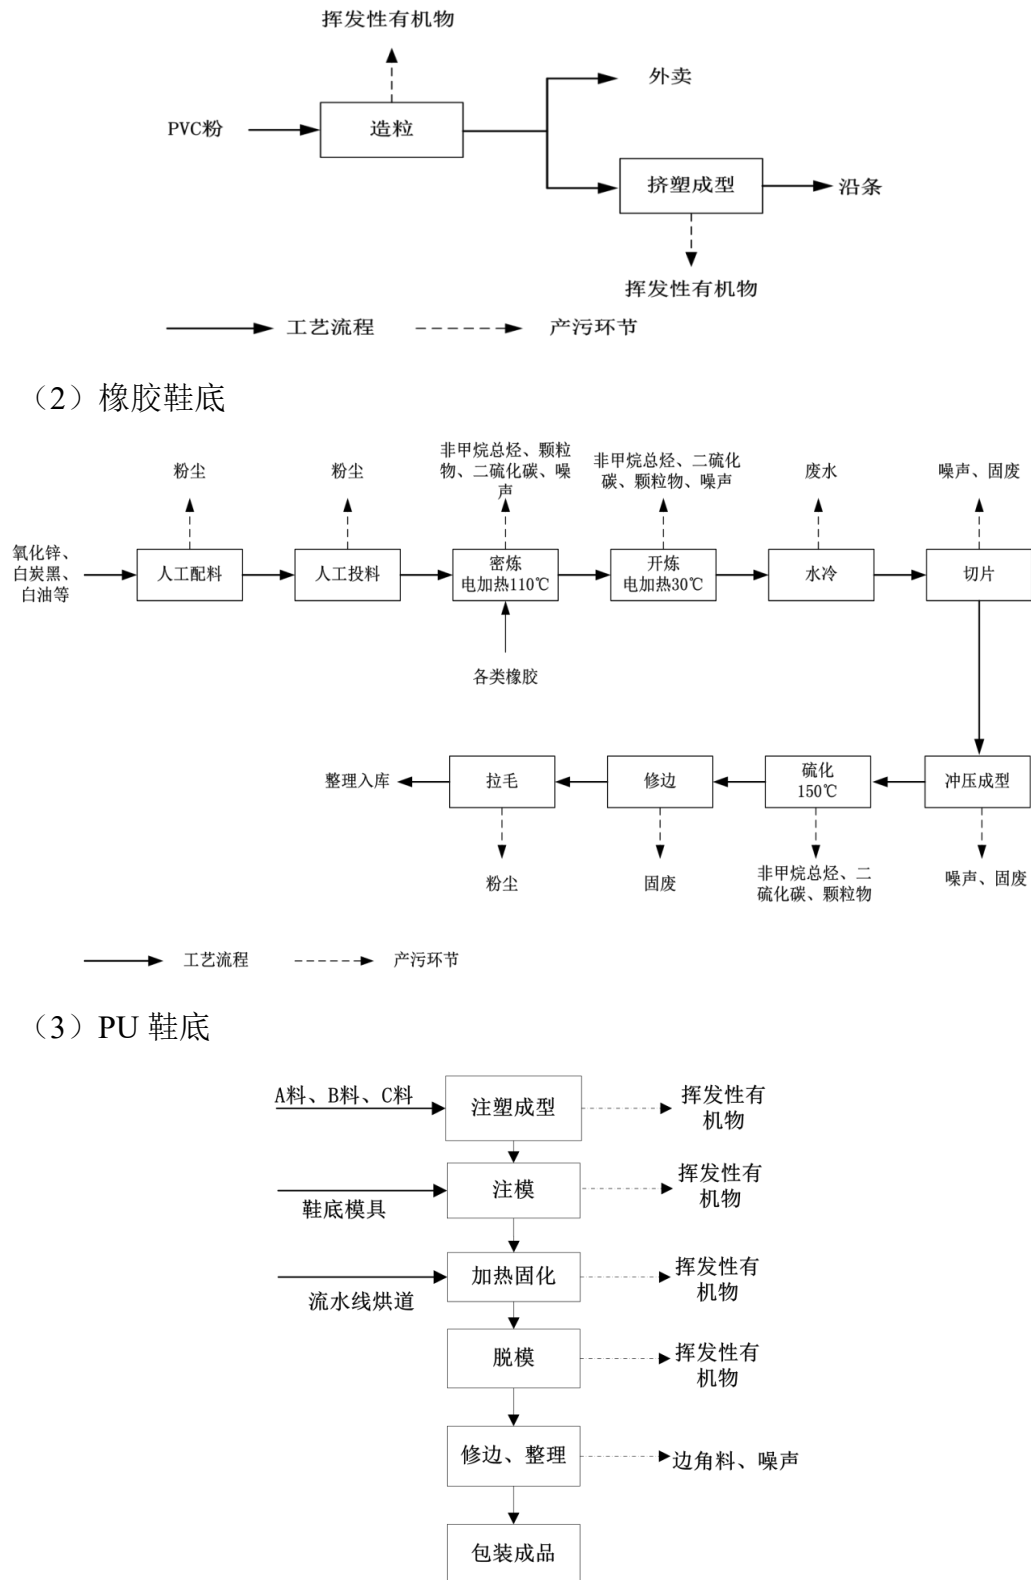 挥发性有机物
外卖
PVC粉
造粒
挤塑成型
沿条
挥发性有机物
工艺流程
产污环节
（2）橡胶鞋底
粉尘
粉尘
非甲烷总烃、颗粒
物、二硫化碳、噪
声
非甲烷总烃、二硫化
碳、颗粒物、噪声
废水
噪声、固废
氧化锌、
白炭黑、
白油等
人工配料
人工投料
密炼
电加热110℃
开炼
电加热30℃
水冷
切片
各类橡胶
整理入库
拉毛
修边
硫化
150℃
冲压成型
粉尘
固废
非甲烷总烃、二
硫化碳、颗粒物
噪声、固废
工艺流程
产污环节
（3）PU 鞋底
A料、B料、C料
注塑成型
挥发性有
机物
鞋底模具
注模
挥发性有
机物
流水线烘道
加热固化
挥发性有
机物
脱模
挥发性有
机物
修边、整理
边角料、噪声
包装成品